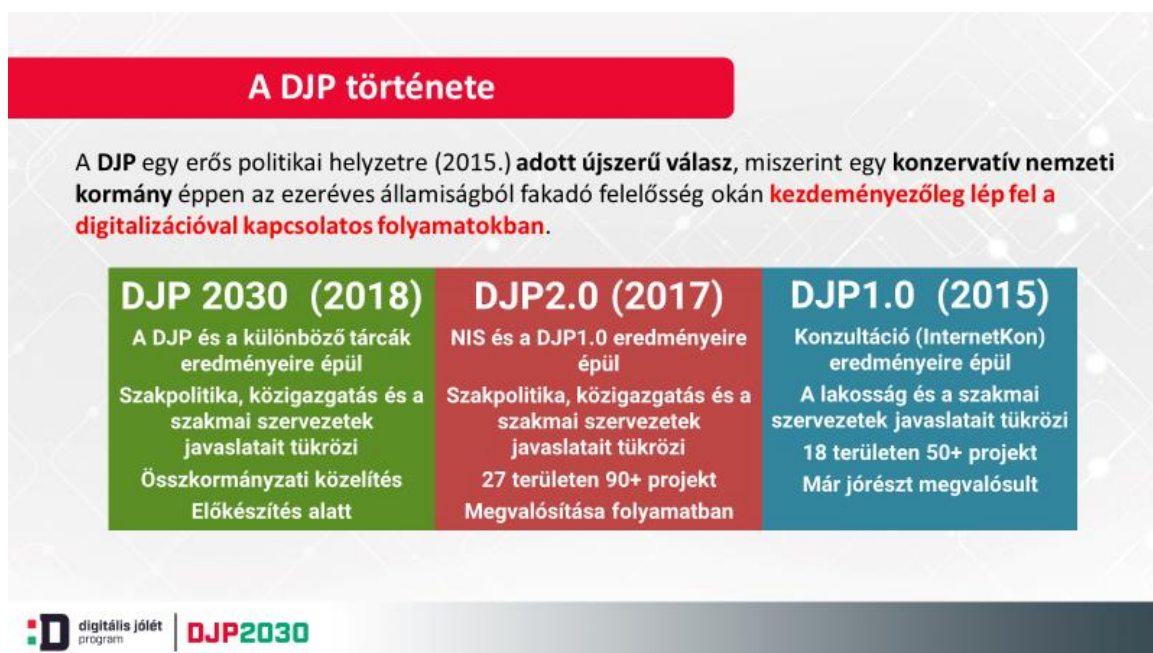 A DJP története
A DJP egy erős politikai helyzetre (2015.) adott újszerű válasz, miszerint egy konzervatív nemzeti
kormány éppen az ezeréves államiságból fakadó felelősség okán kezdeményezőleg lép fel a
digitalizációval kapcsolatos folyamatokban.
DJP 2030 (2018)
A DJP és a különböző tárcák
eredményeire épül
Szakpolitika, közigazgatás és a
szakmai szervezetek
javaslatait tükrözi
Összkormányzati közelítés
Előkészítés alatt
DJP2.0 (2017)
NIS és a DJP1.0 eredményeire
épül
Szakpolitika, közigazgatás és a
szakmai szervezetek
javaslatait tükrözi
27 területen 90+ projekt
Megvalósítása folyamatban
DJP1.0 (2015)
Konzultáció (InternetKon)
eredményeire épül
A lakosság és a szakmai
szervezetek javaslatait tükrözi
18 területen 50+ projekt
Már jórészt megvalósult
digitális jólét
program
DJP2030